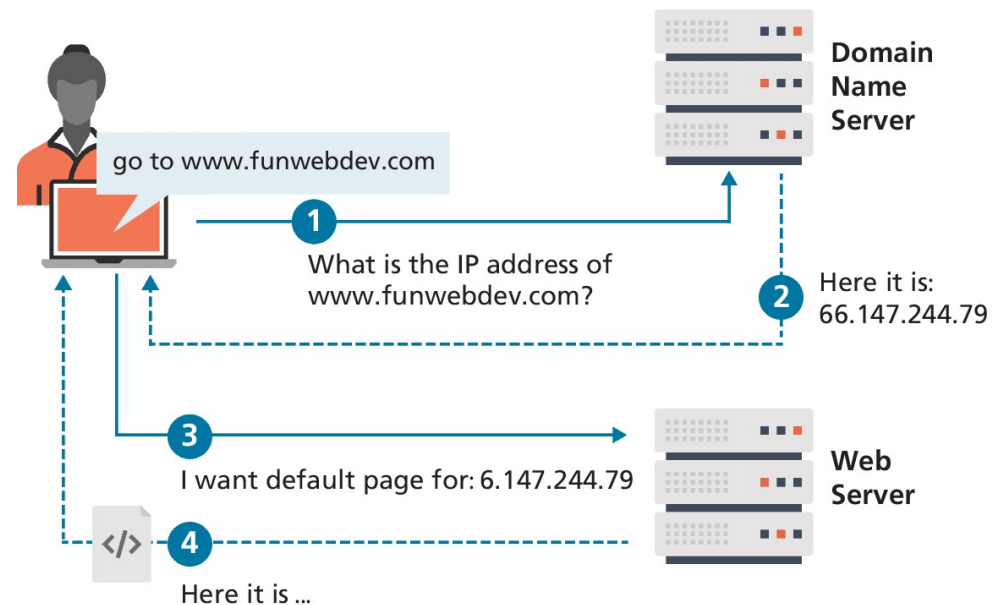 Domain
Name
Server
go to www.funwebdev.com
1
What is the IP address of
www.funwebdev.com?
2
Here it is:
66.147.244.79
3
I want default page for: 6.147.244.79
Web
Server
</>
4
Here it is ...